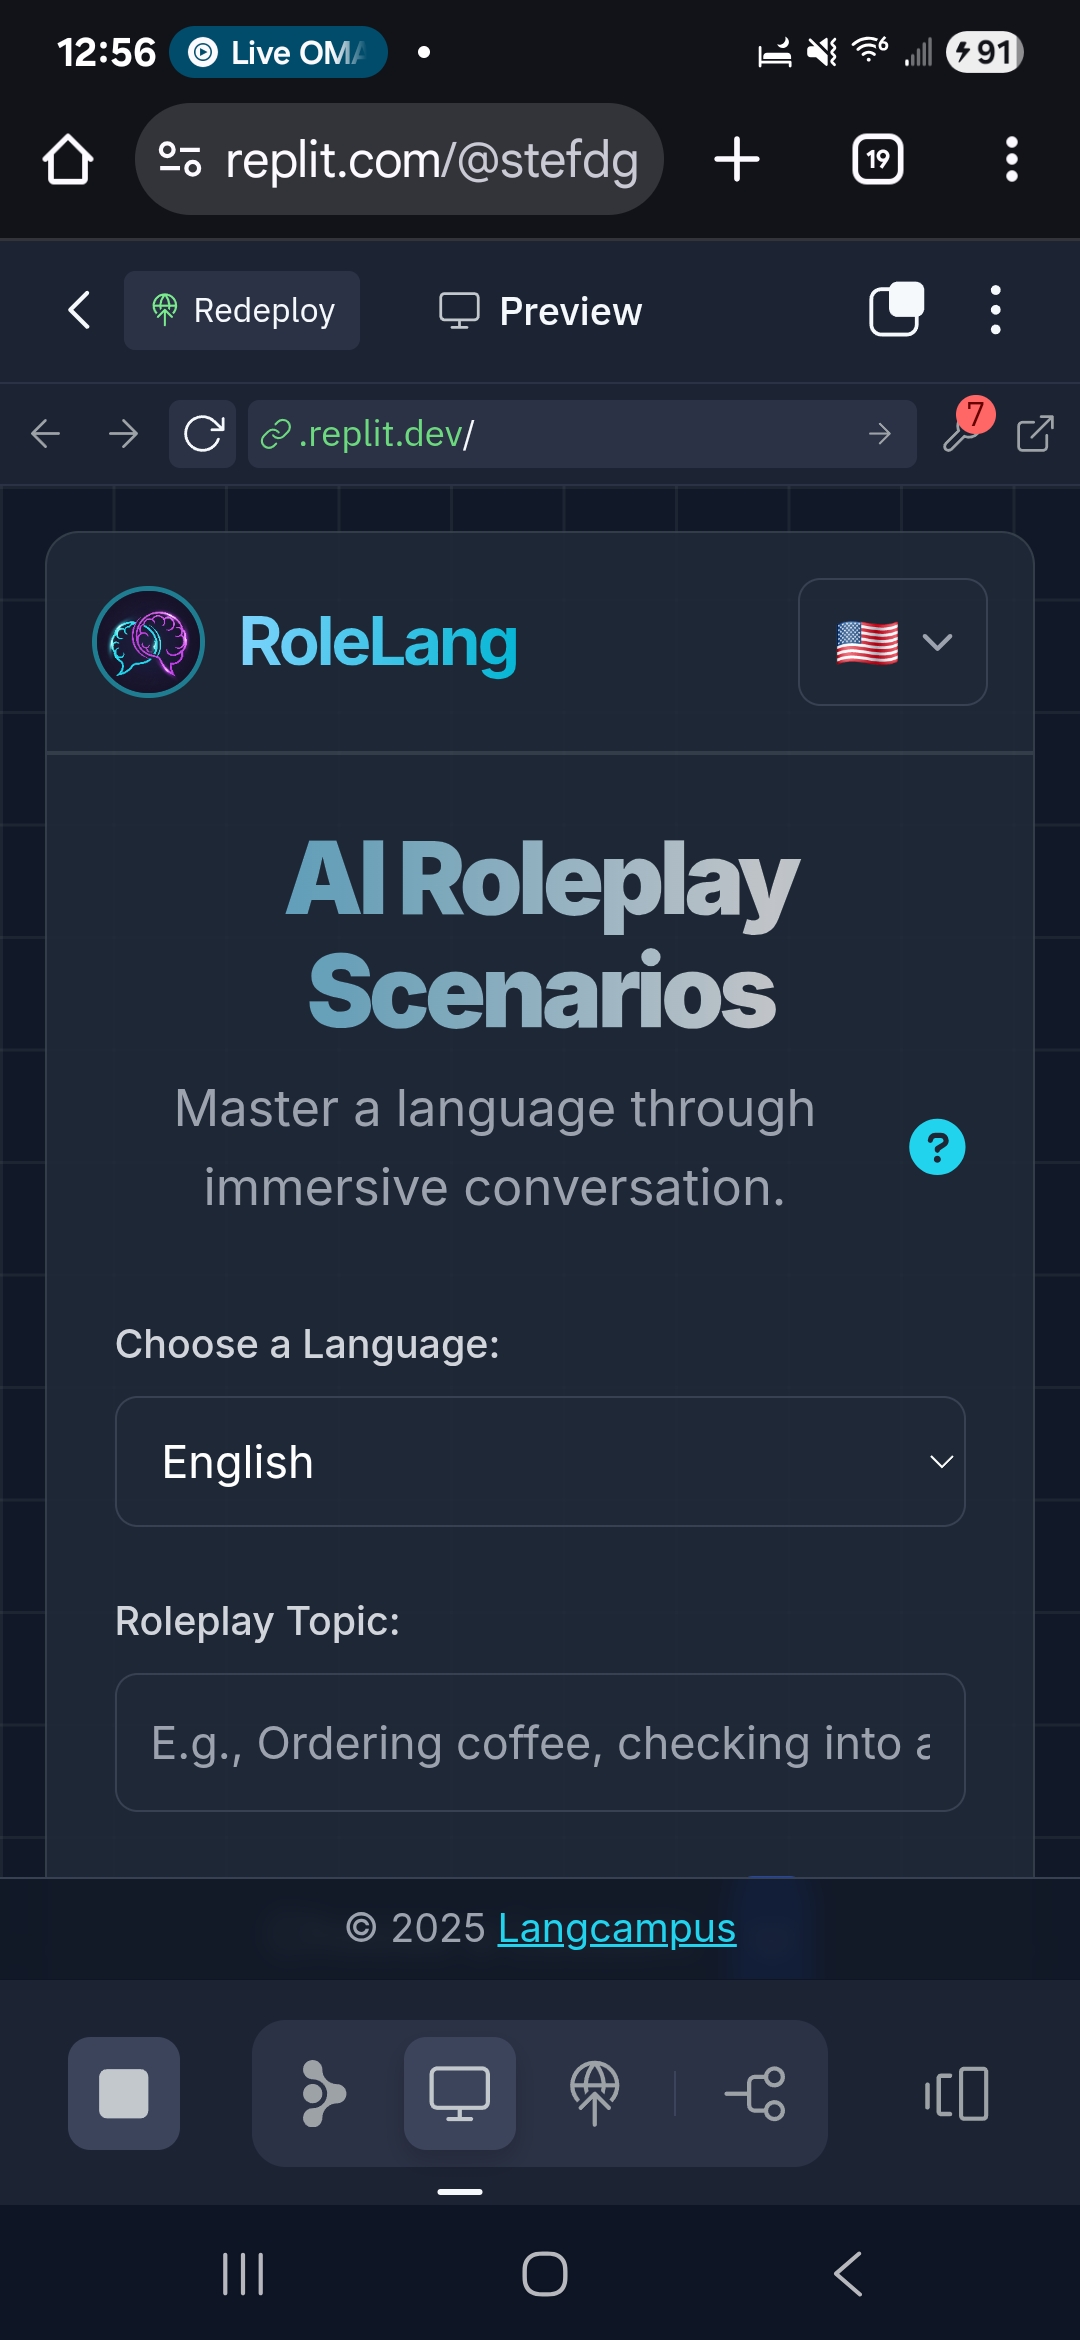 12:56 Live OMA 6 91
replit.com/@stefdg 19
Redeploy Preview
.replit.dev/ 7
RoleLang
AI Roleplay
Scenarios
Master a language through
immersive conversation.
?
Choose a Language:
English
Roleplay Topic:
E.g., Ordering coffee, checking into a
© 2025 Langcampus